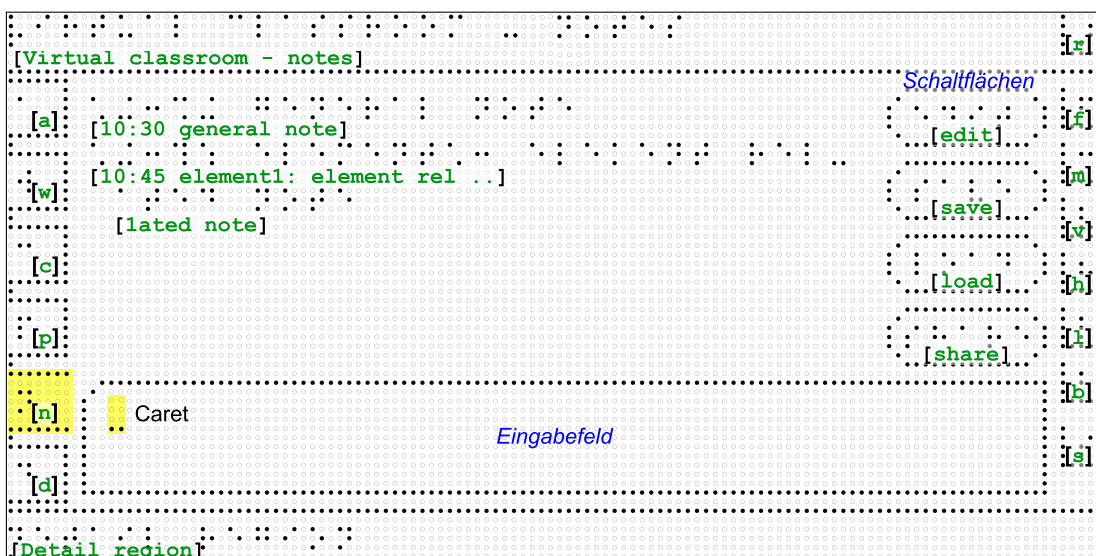 [Virtual classroom - notes]
[r]
Schaltflächen
[a]
[10:30 general note]
[edit]
[f]
[10:45 element1: element rel ..]
[m]
[w]
[save]
[1ated note]
[v]
[c]
[load]
[h]
[p]
[share]
[l]
[n]
Caret
[b]
Eingabefeld
[s]
[d]
[Detail region]